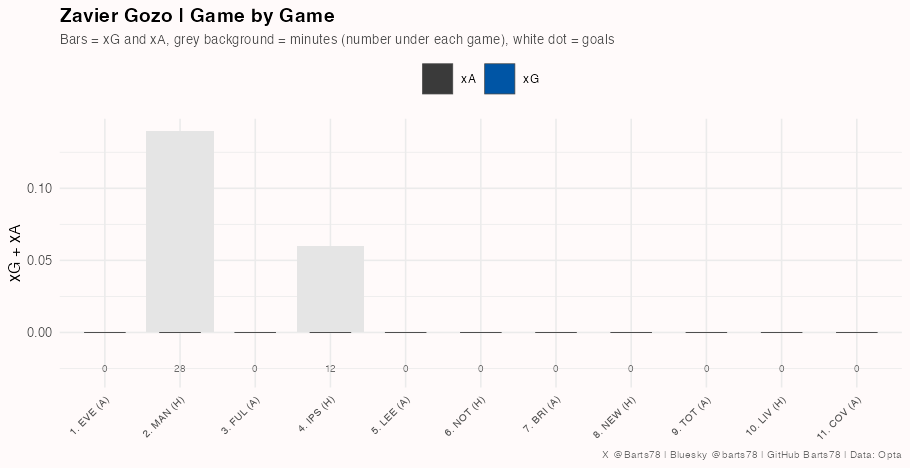 Zavier Gozo | Game by Game
Bars = xG and xA, grey background = minutes (number under each game), white dot = goals
xA xG
xG + xA
0.10
0.05
0.00
0 28 0 12 0 0 0 0 0 0 0
1. EVE (A) 2. MAN (H) 3. FUL (A) 4. IPS (H) 5. LEE (A) 6. NOT (H) 7. BRI (A) 8. NEW (H) 9. TOT (A) 10. LIV (H) 11. COV (A)
X @Barts78 | Bluesky @barts78 | GitHub Barts78 | Data: Opta